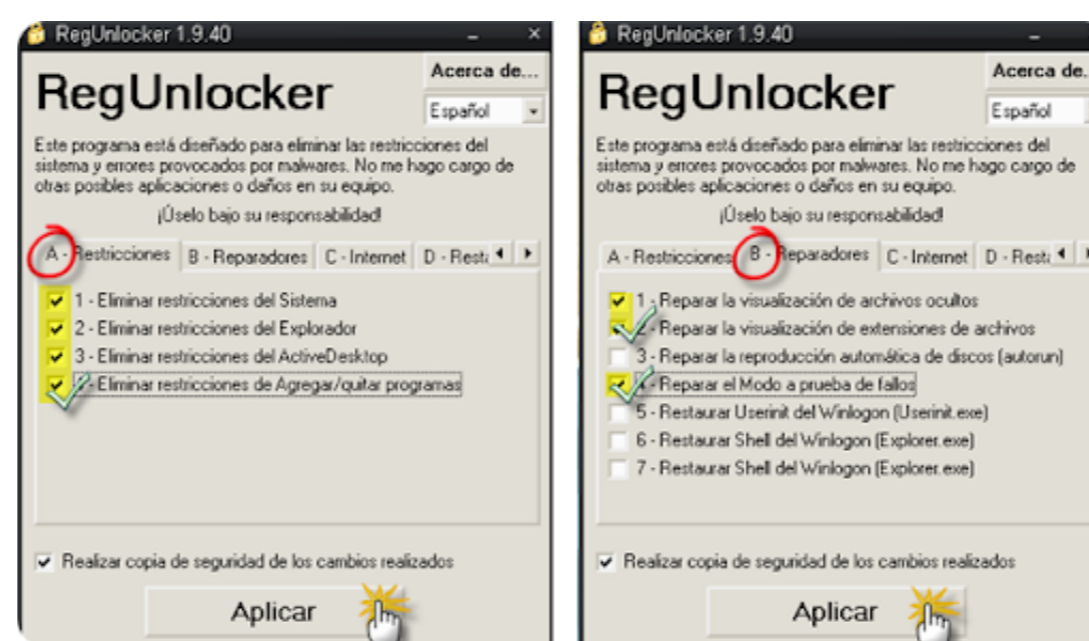 RegUnlocker 1.9.40
Acerca de...
RegUnlocker
Español
Este programa está diseñado para eliminar las restricciones del
sistema y errores provocados por malwares. No me hago cargo de
otras posibles aplicaciones o daños en su equipo.
¡Úselo bajo su responsabilidad!
A - Restricciones B - Reparadores C - Internet D - Resta
1 - Eliminar restricciones del Sistema
2 - Eliminar restricciones del Explorador
3 - Eliminar restricciones del ActiveDesktop
- Eliminar restricciones de Agregar/quitar programas
Realizar copia de seguridad de los cambios realizados
Aplicar
RegUnlocker 1.9.40
Acerca de.
RegUnlocker
Español
Este programa está diseñado para eliminar las restricciones del
sistema y errores provocados por malwares. No me hago cargo de
otras posibles aplicaciones o daños en su equipo.
¡Úselo bajo su responsabilidad!
A - Restricciones B - Reparadores C - Internet D - Resta
1 - Reparar la visualización de archivos ocultos
2 - Reparar la visualización de extensiones de archivos
3 - Reparar la reproducción automática de discos (autorun)
- Reparar el Modo a prueba de fallos
5 - Restaurar Userinit del Winlogon (Userinit.exe)
6 - Restaurar Shell del Winlogon (Explorer.exe)
7 - Restaurar Shell del Winlogon (Explorer.exe)
Realizar copia de seguridad de los cambios realizados
Aplicar